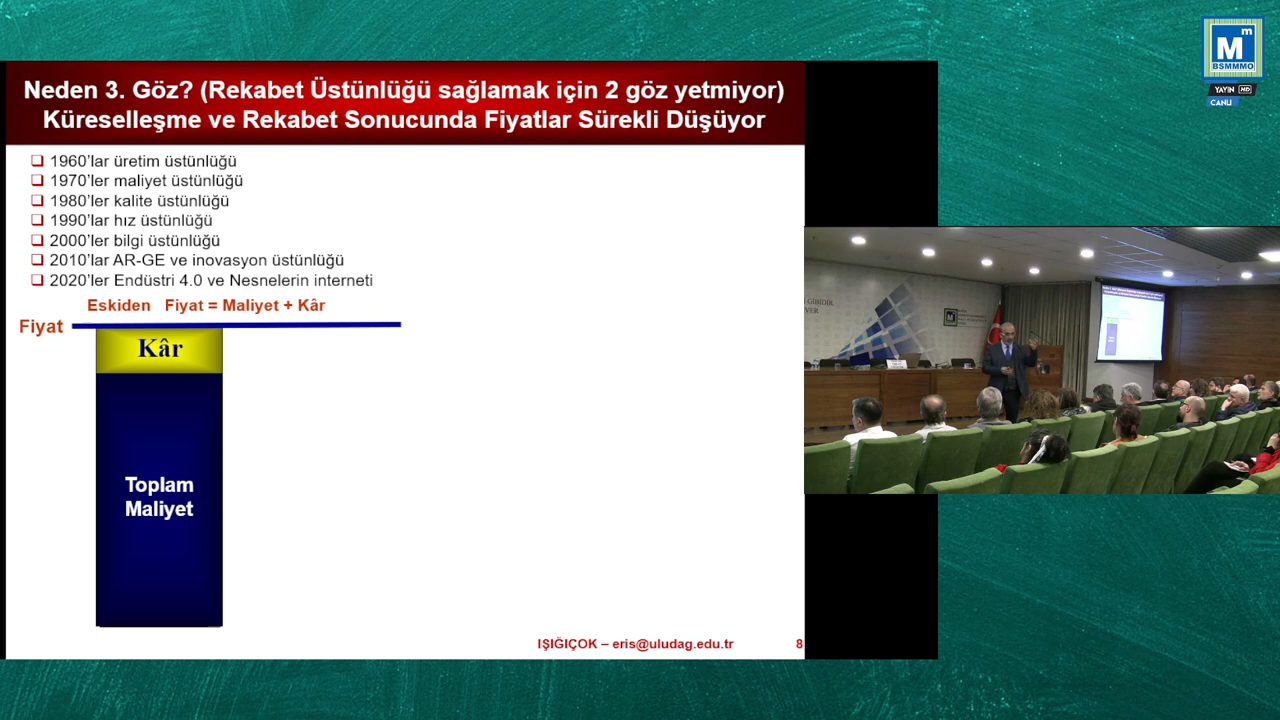 Neden 3. Göz? (Rekabet Üstünlüğü sağlamak için 2 göz yetmiyor)
Küreselleşme ve Rekabet Sonucunda Fiyatlar Sürekli Düşüyor
1960'lar üretim üstünlüğü
1970'ler maliyet üstünlüğü
1980'ler kalite üstünlüğü
1990'lar hız üstünlüğü
2000'ler bilgi üstünlüğü
2010'lar AR-GE ve inovasyon üstünlüğü
2020'ler Endüstri 4.0 ve Nesnelerin interneti
Eskiden Fiyat = Maliyet + Kâr
Fiyat
Kâr
Toplam
Maliyet
IŞIĞIÇOK – eris@uludag.edu.tr 8
Mm
BSMMMO
YAYIN HD
CANLI